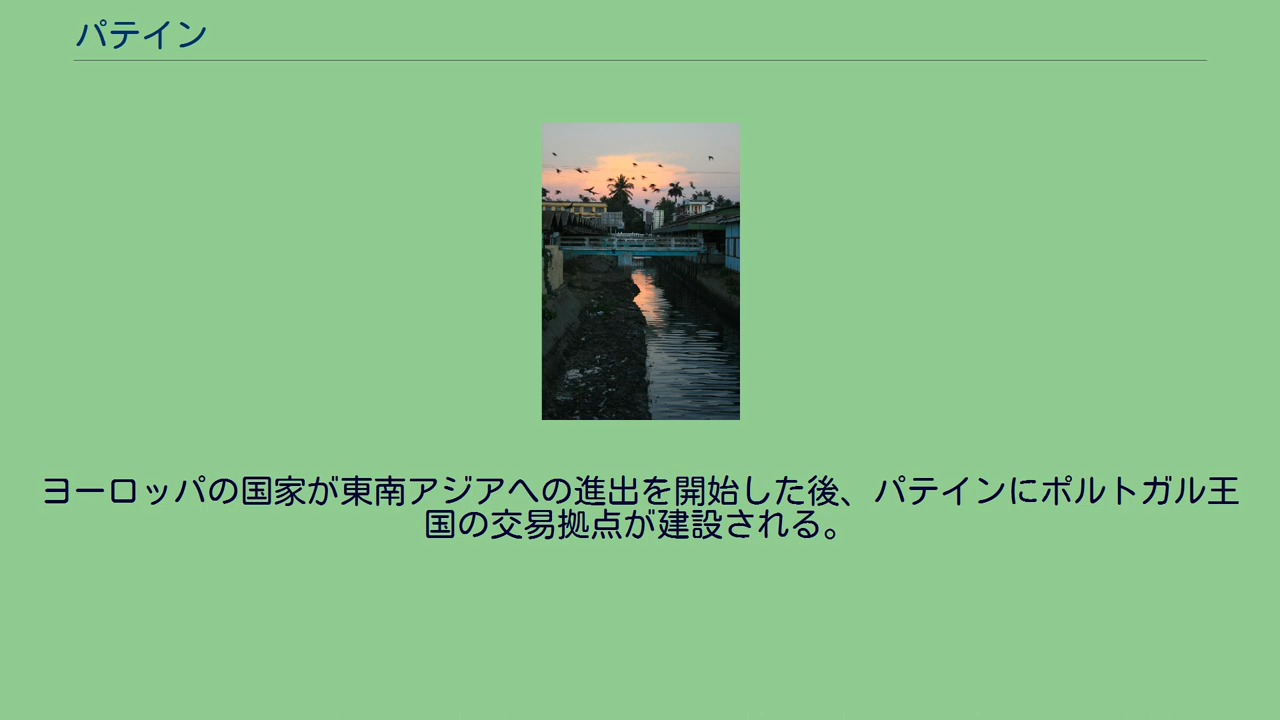 パテイン
ヨーロッパの国家が東南アジアへの進出を開始した後、パテインにポルトガル王
国の交易拠点が建設される。